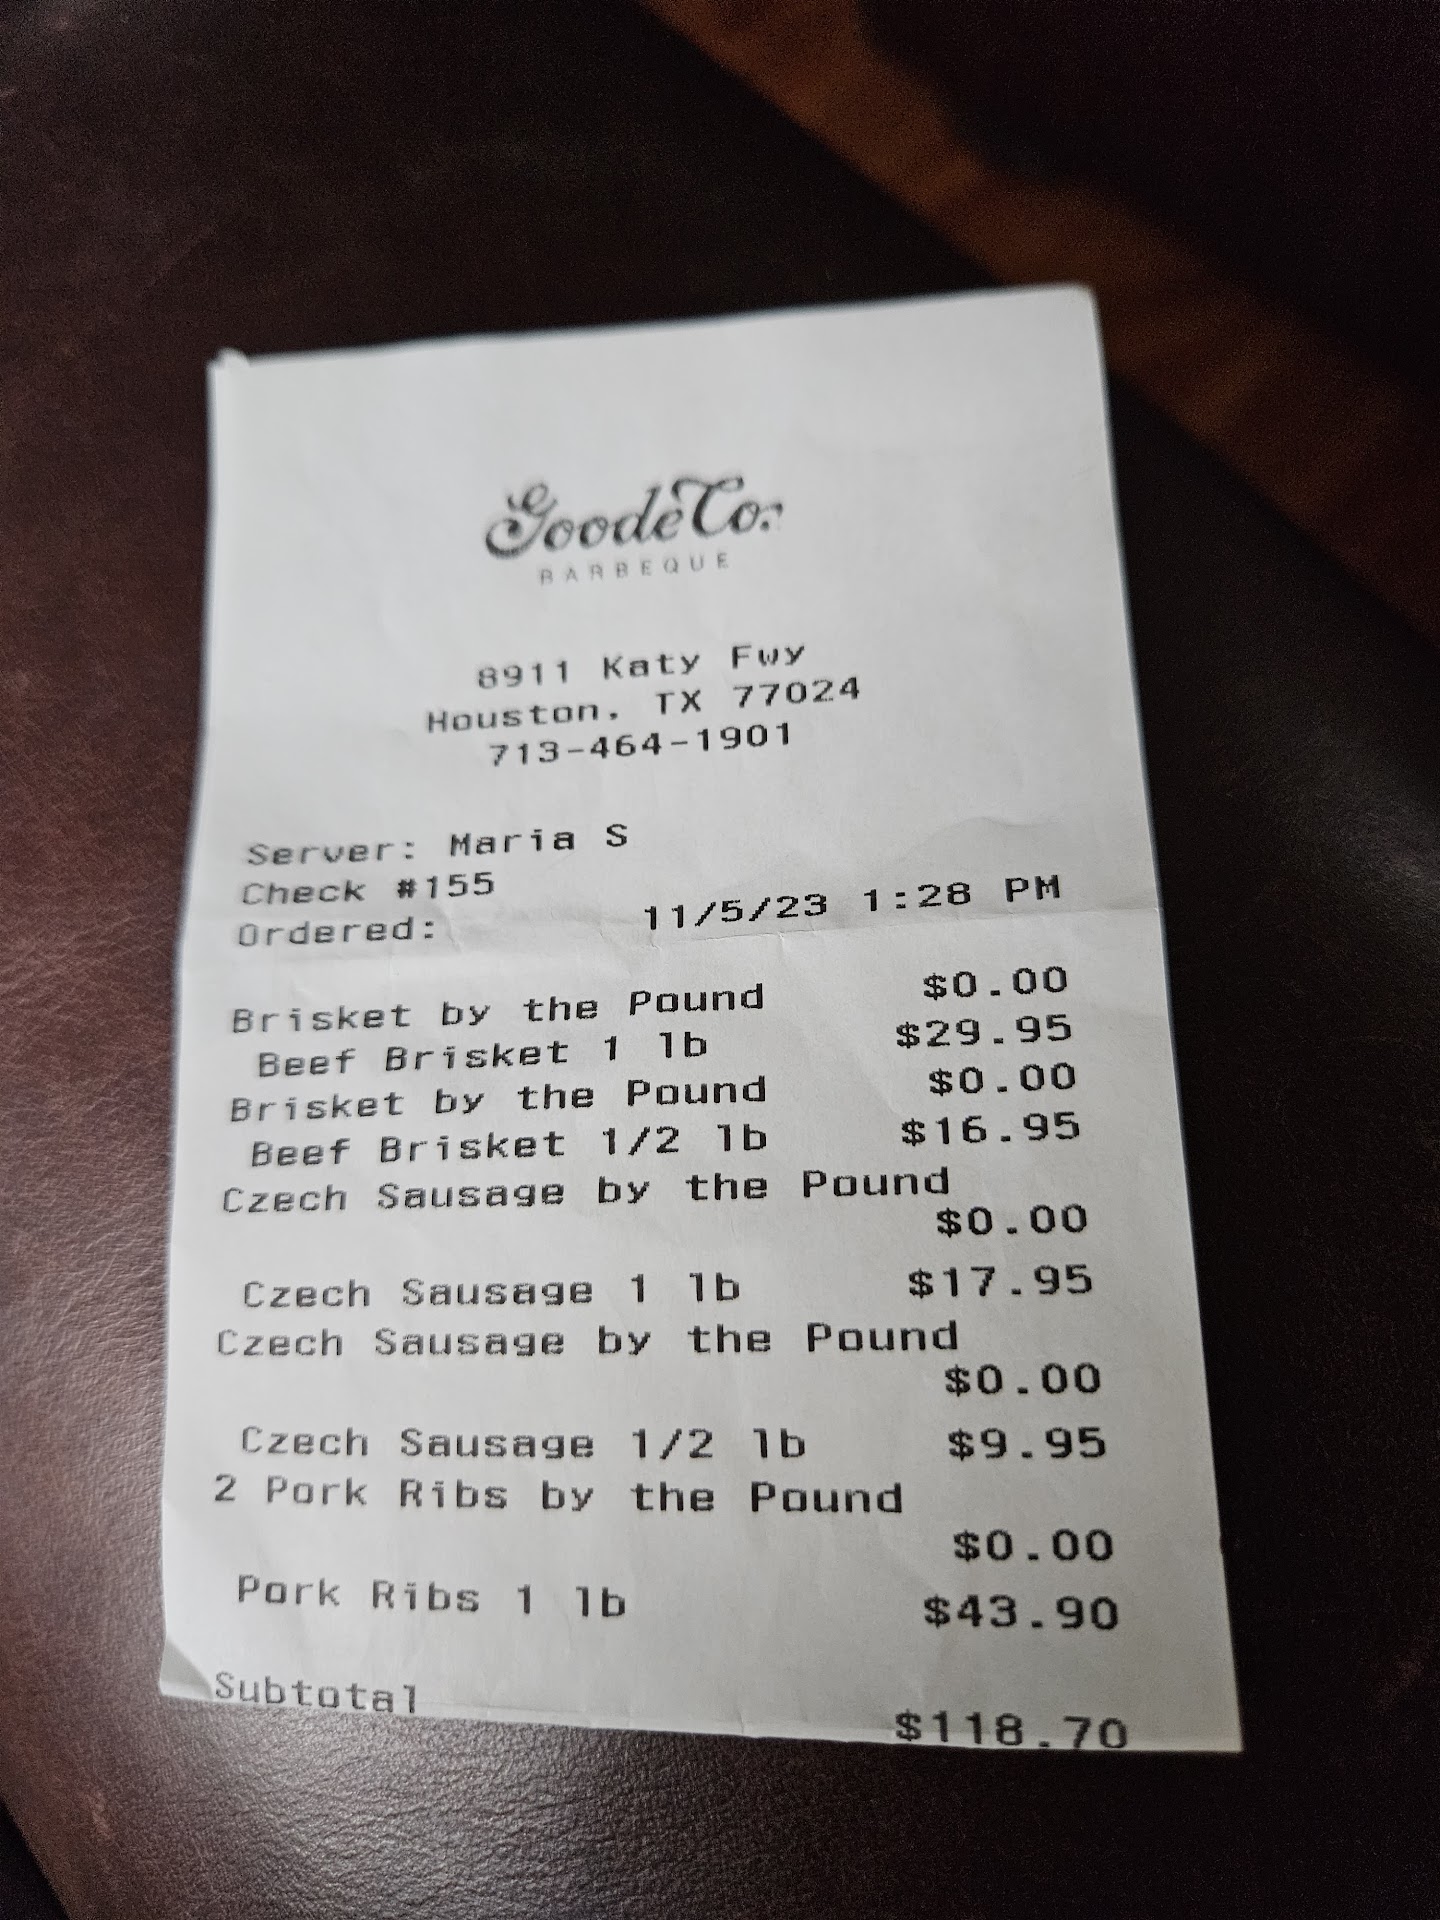 Goode Co.
BARBEQUE
8911 Katy Fwy
Houston, TX 77024
713-464-1901
Server: Maria S
Check #155
Ordered: 11/5/23 1:28 PM
Brisket by the Pound $0.00
Beef Brisket 1 lb $29.95
Brisket by the Pound $0.00
Beef Brisket 1/2 lb $16.95
Czech Sausage by the Pound
$0.00
Czech Sausage 1 lb $17.95
Czech Sausage by the Pound
$0.00
Czech Sausage 1/2 lb $9.95
2 Pork Ribs by the Pound
$0.00
Pork Ribs 1 lb $43.90
Subtotal $118.70